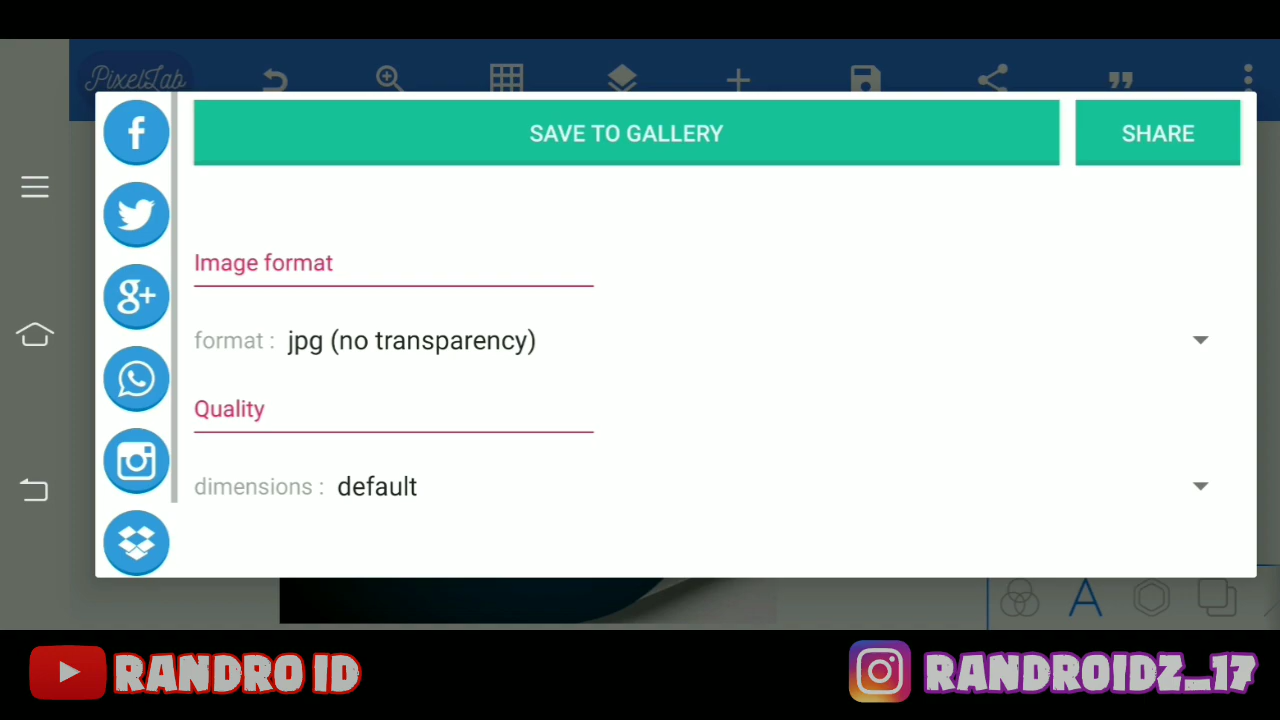 PixelLab
SAVE TO GALLERY
SHARE
Image format
format : jpg (no transparency)
Quality
dimensions : default
RANDRO ID
RANDROIDZ_17